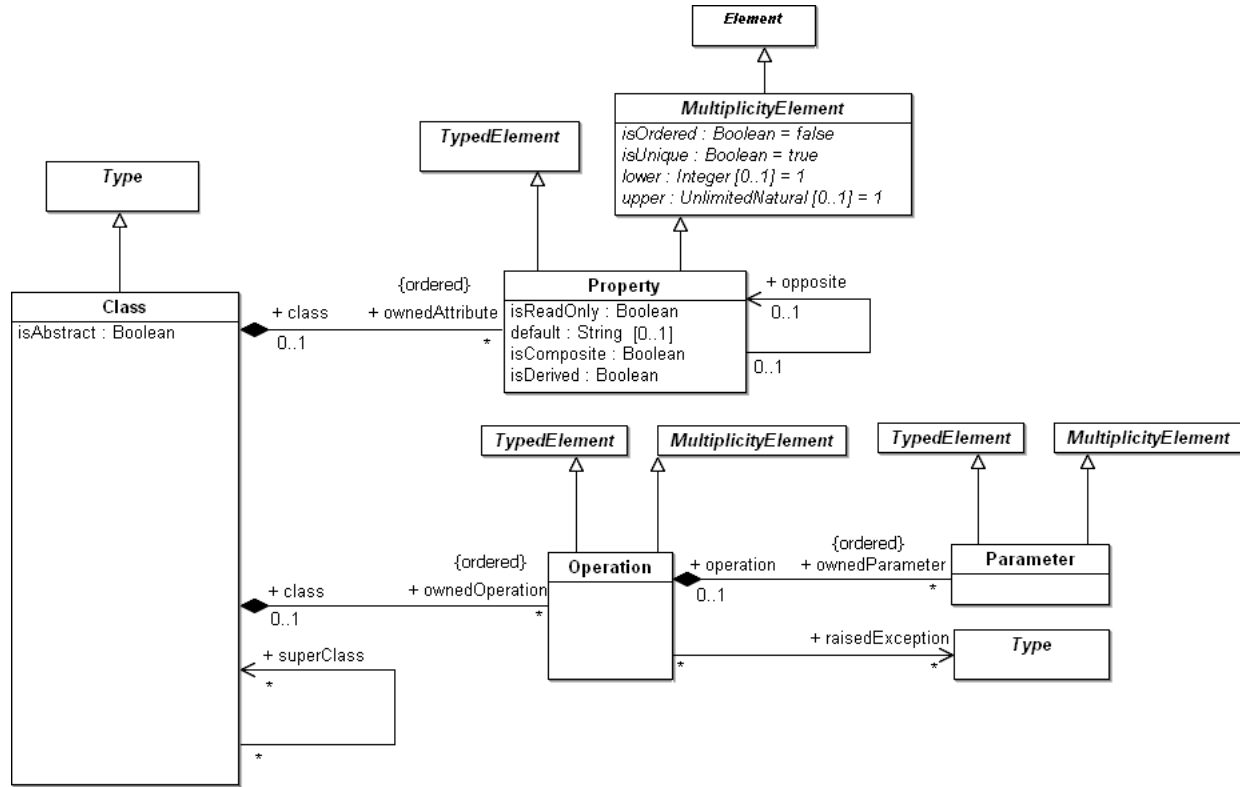 Element
MultiplicityElement
isOrdered : Boolean = false
isUnique : Boolean = true
lower : Integer [0..1] = 1
upper : UnlimitedNatural [0..1] = 1
TypedElement
Type
Class
isAbstract : Boolean
+ class
0..1
{ordered}
+ ownedAttribute
*
Property
isReadOnly : Boolean
default : String [0..1]
isComposite : Boolean
isDerived : Boolean
+ opposite
0..1
0..1
TypedElement
MultiplicityElement
TypedElement
MultiplicityElement
+ class
0..1
{ordered}
+ ownedOperation
*
Operation
+ operation
0..1
{ordered}
+ ownedParameter
*
Parameter
+ raisedException
*
*
Type
+ superClass
*
*